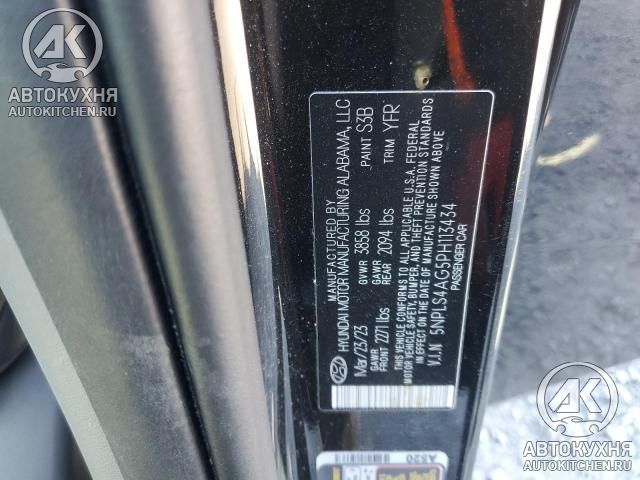 АВТОКУХНЯ
AUTOKITCHEN.RU
MANUFACTURED BY
HYUNDAI MOTOR MANUFACTURING ALABAMA, LLC
Mar/23/23 GVWR 3858 lbs PAINT S3B
GAWR FRONT 2271 lbs GAWR REAR 2094 lbs TRIM YFR
THIS VEHICLE CONFORMS TO ALL APPLICABLE U.S.A. FEDERAL
MOTOR VEHICLE SAFETY, BUMPER, AND THEFT PREVENTION STANDARDS
IN EFFECT ON THE DATE OF MANUFACTURE SHOWN ABOVE
V.I.N 5NPLS4AG5PH113434
PASSENGER CAR
A520
АВТОКУХНЯ
AUTOKITCHEN.RU